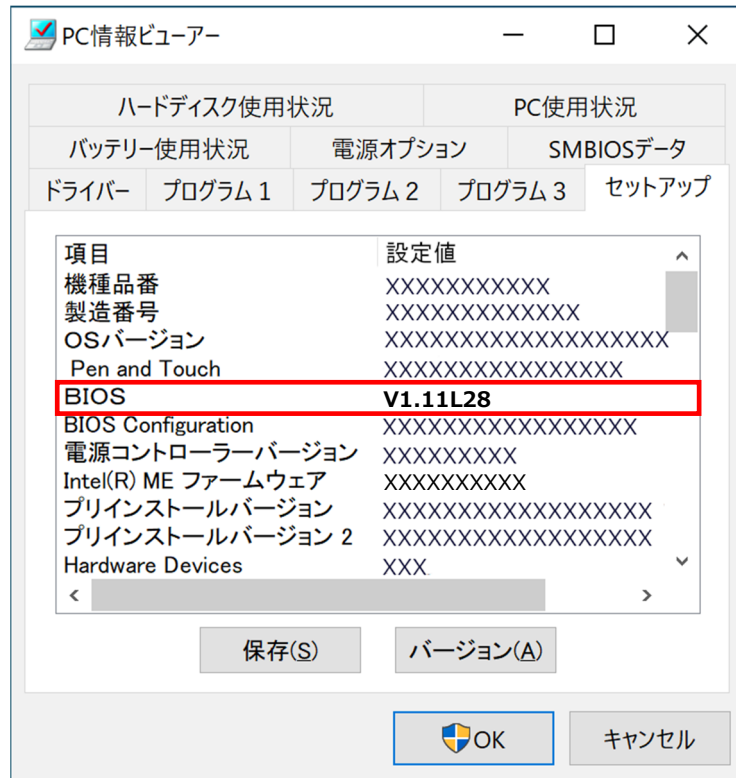 PC情報ビューアー
ハードディスク使用状況 PC使用状況
バッテリー使用状況 電源オプション SMBIOSデータ
ドライバー プログラム 1 プログラム 2 プログラム 3 セットアップ
項目 設定値
機種品番 XXXXXXXXXXX
製造番号 XXXXXXXXXXXXX
OSバージョン XXXXXXXXXXXXXXXXXXX
Pen and Touch XXXXXXXXXXXXXXXX
BIOS V1.11L28
BIOS Configuration XXXXXXXXXXXXXXXXX
電源コントローラーバージョン XXXXXXXXX
Intel(R) ME ファームウェア XXXXXXXXXX
プリインストールバージョン XXXXXXXXXXXXXXXXXX
プリインストールバージョン 2 XXXXXXXXXXXXXXXXXX
Hardware Devices XXX
保存(S) バージョン(A)
OK キャンセル